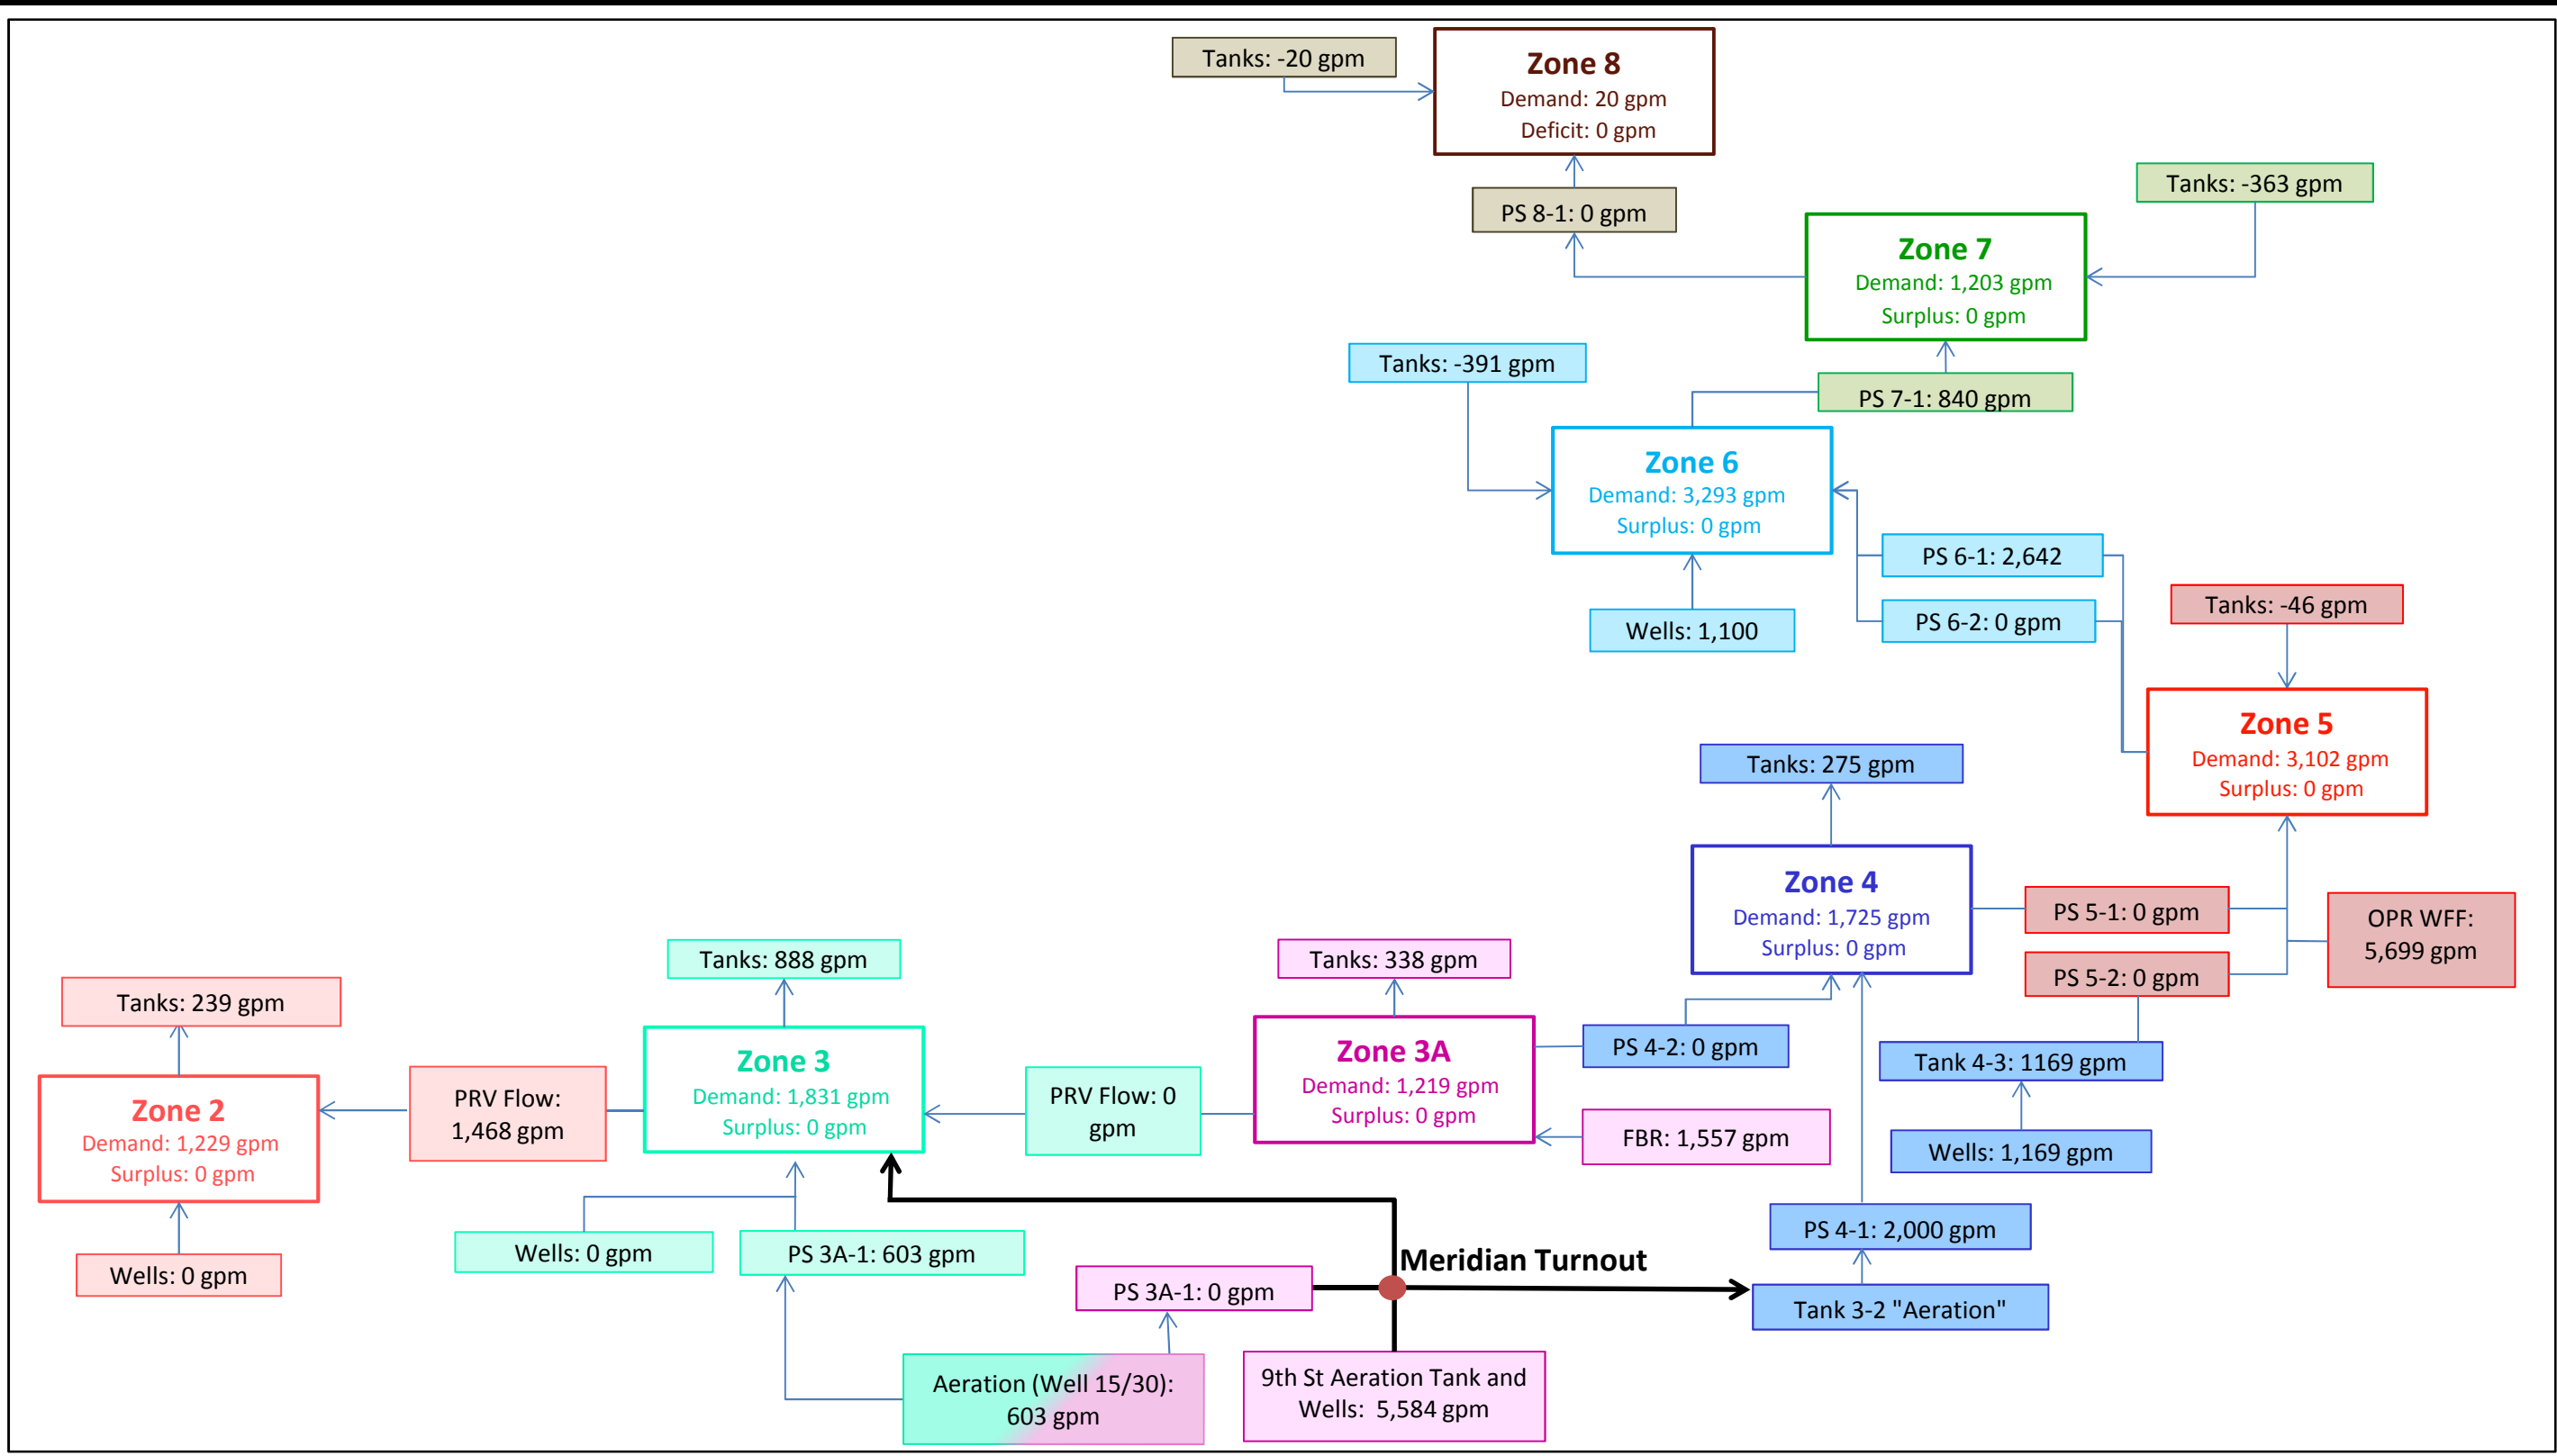 Tanks: -20 gpm
Zone 8
Demand: 20 gpm
Deficit: 0 gpm
PS 8-1: 0 gpm
Tanks: -363 gpm
Zone 7
Demand: 1,203 gpm
Surplus: 0 gpm
Tanks: -391 gpm
PS 7-1: 840 gpm
Zone 6
Demand: 3,293 gpm
Surplus: 0 gpm
PS 6-1: 2,642
PS 6-2: 0 gpm
Wells: 1,100
Tanks: -46 gpm
Zone 5
Demand: 3,102 gpm
Surplus: 0 gpm
Tanks: 275 gpm
Zone 4
Demand: 1,725 gpm
Surplus: 0 gpm
PS 5-1: 0 gpm
PS 5-2: 0 gpm
OPR WFF:
5,699 gpm
Tanks: 239 gpm
Zone 2
Demand: 1,229 gpm
Surplus: 0 gpm
Wells: 0 gpm
PRV Flow:
1,468 gpm
Tanks: 888 gpm
Zone 3
Demand: 1,831 gpm
Surplus: 0 gpm
Wells: 0 gpm
PS 3A-1: 603 gpm
PRV Flow: 0
gpm
Tanks: 338 gpm
Zone 3A
Demand: 1,219 gpm
Surplus: 0 gpm
PS 4-2: 0 gpm
FBR: 1,557 gpm
Tank 4-3: 1169 gpm
Wells: 1,169 gpm
PS 4-1: 2,000 gpm
Meridian Turnout
PS 3A-1: 0 gpm
Tank 3-2 "Aeration"
Aeration (Well 15/30):
603 gpm
9th St Aeration Tank and
Wells: 5,584 gpm